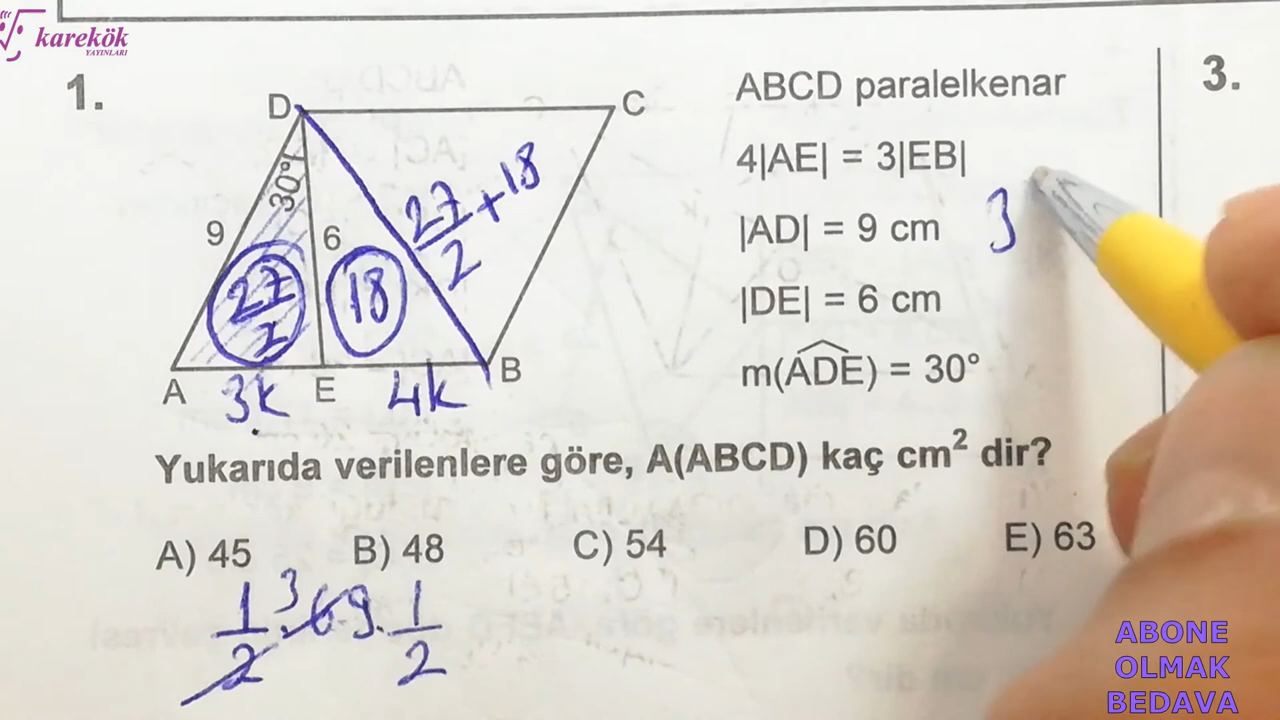 karekök
YAYINLARI
1.
D
C
30°
9
6
27/2
18
27/2 + 18
A
E
B
3k
4k
ABCD paralelkenar
4|AE| = 3|EB|
|AD| = 9 cm
3
|DE| = 6 cm
m(ADE) = 30°
Yukarıda verilenlere göre, A(ABCD) kaç cm² dir?
A) 45 B) 48 C) 54 D) 60 E) 63
1/2 . 6 . 9 . 1/2
3
3.
ABONE
OLMAK
BEDAVA